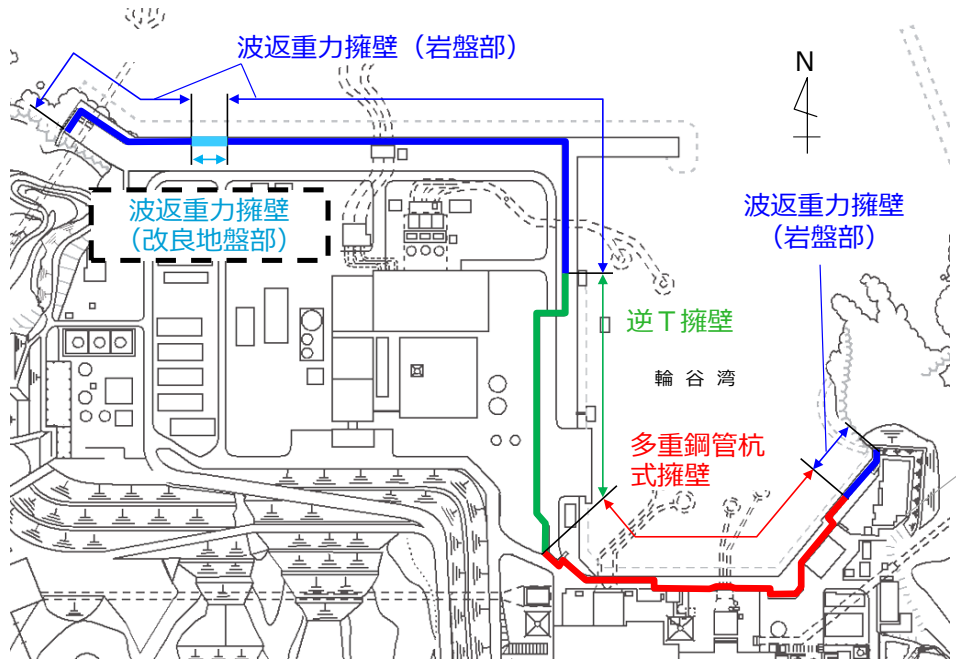 波返重力擁壁（岩盤部）
N
波返重力擁壁
（改良地盤部）
波返重力擁壁
（岩盤部）
逆Ｔ擁壁
輪谷湾
多重鋼管杭
式擁壁